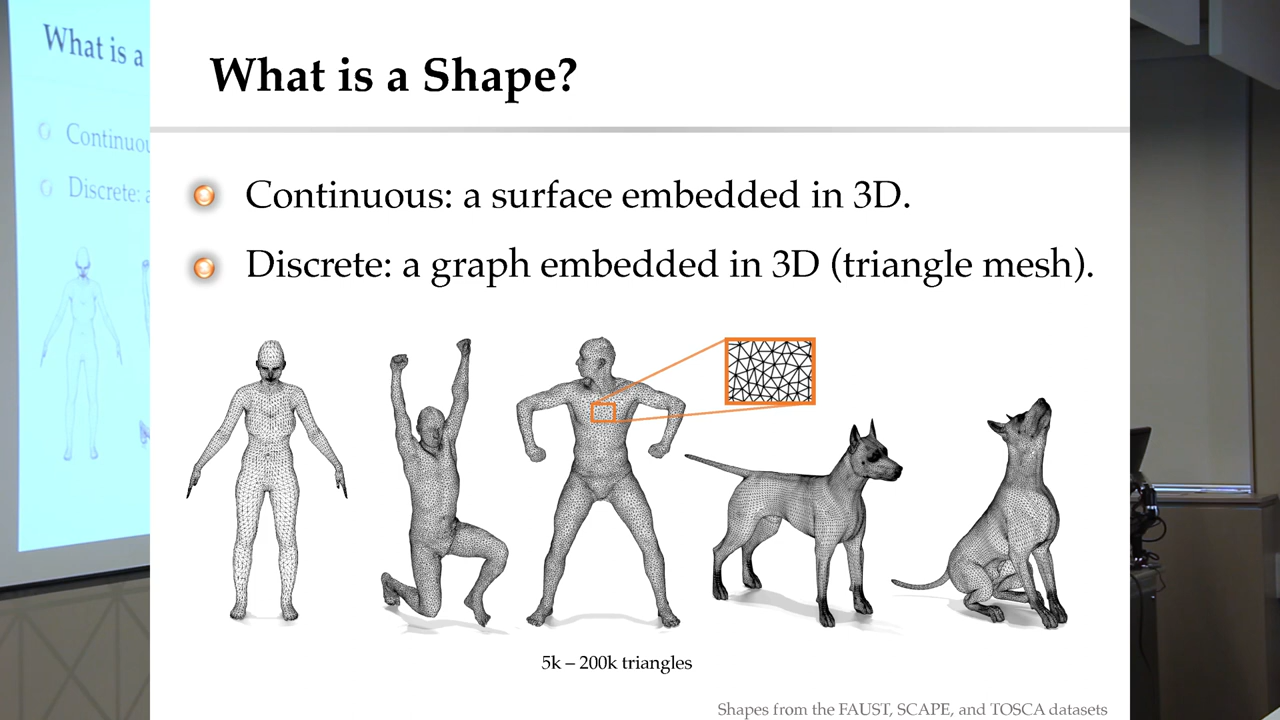 What is a
Continuou
Discrete: a
What is a Shape?
Continuous: a surface embedded in 3D.
Discrete: a graph embedded in 3D (triangle mesh).
5k – 200k triangles
Shapes from the FAUST, SCAPE, and TOSCA datasets